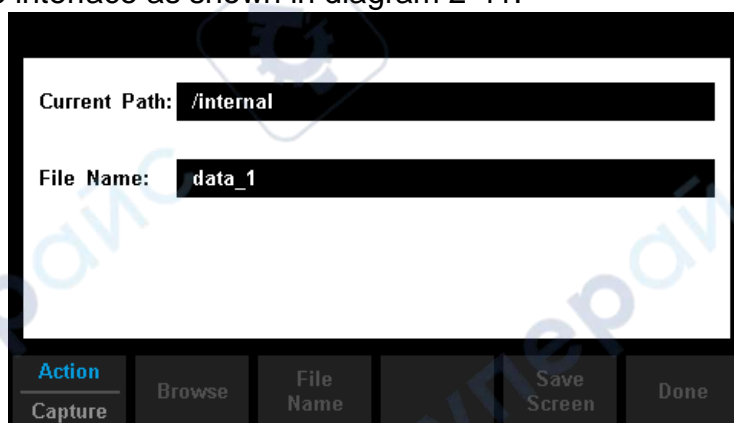 interface as shown in diagram 2-41.
Current Path: /internal
File Name: data_1
Action
Capture
Browse
File
Name
Save
Screen
Done